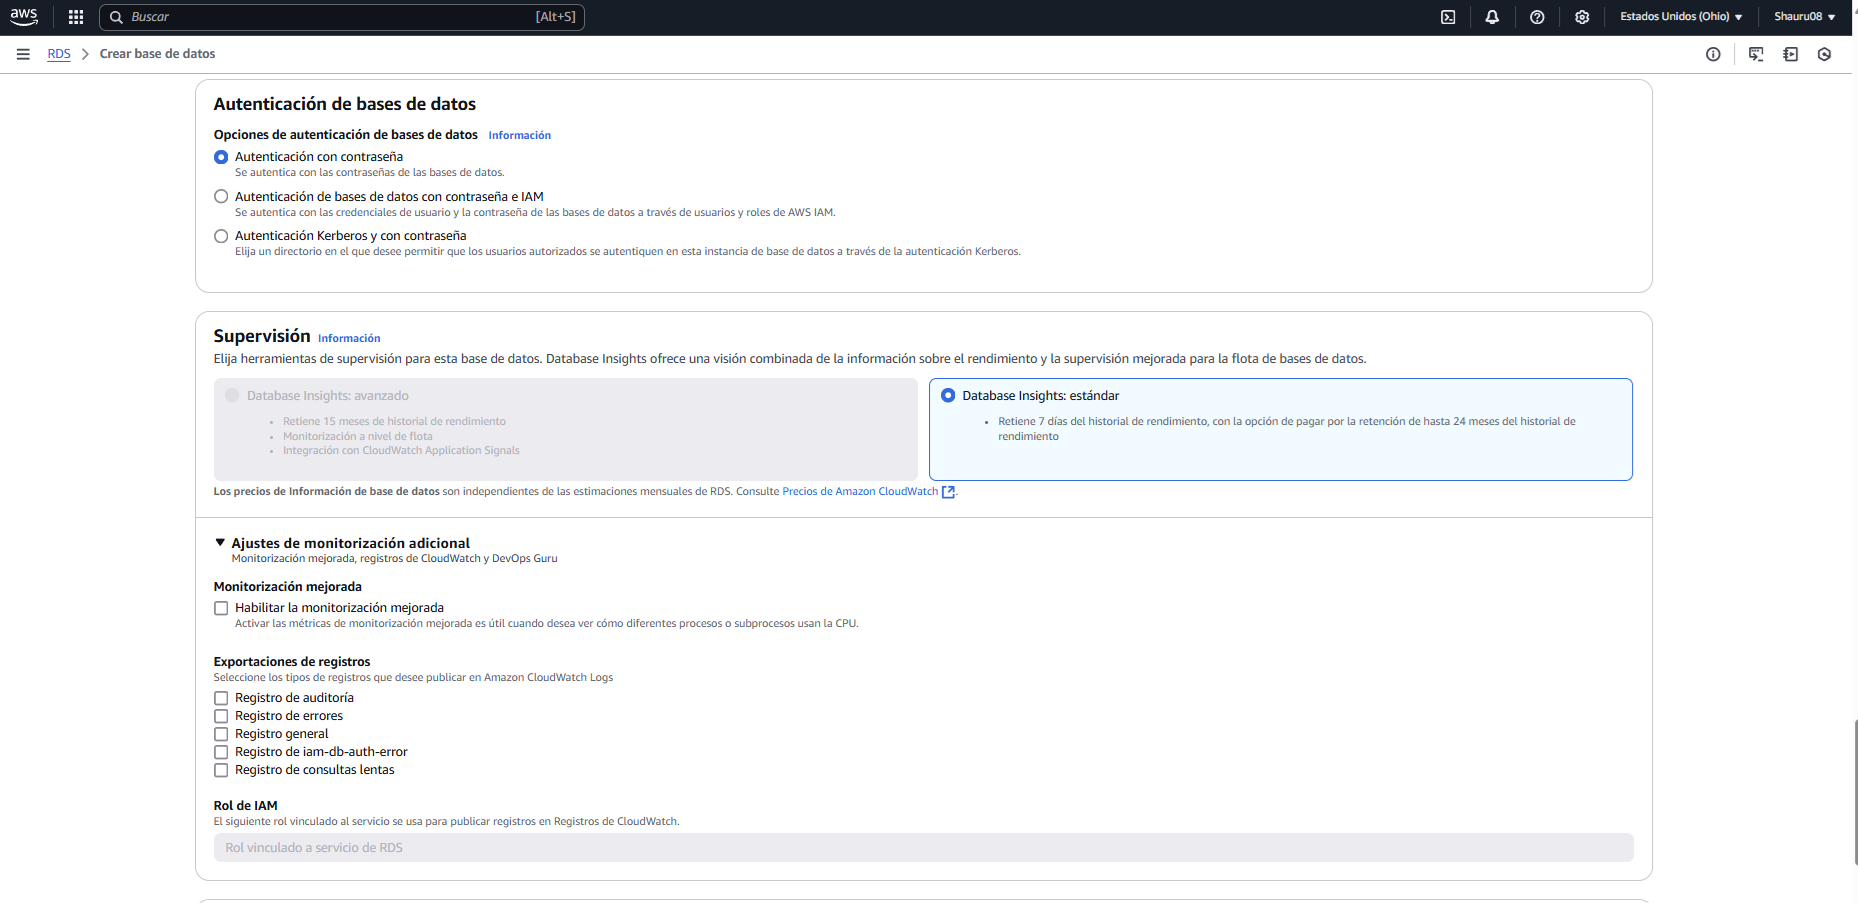 aws
Buscar
[Alt+S]
Estados Unidos (Ohio)
Shauru08
RDS
Crear base de datos
Autenticación de bases de datos
Opciones de autenticación de bases de datos Información
Autenticación con contraseña
Se autentica con las contraseñas de las bases de datos.
Autenticación de bases de datos con contraseña e IAM
Se autentica con las credenciales de usuario y la contraseña de las bases de datos a través de usuarios y roles de AWS IAM.
Autenticación Kerberos y con contraseña
Elija un directorio en el que desee permitir que los usuarios autorizados se autentiquen en esta instancia de base de datos a través de la autenticación Kerberos.
Supervisión Información
Elija herramientas de supervisión para esta base de datos. Database Insights ofrece una visión combinada de la información sobre el rendimiento y la supervisión mejorada para la flota de bases de datos.
Database Insights: avanzado
• Retiene 15 meses de historial de rendimiento
• Monitorización a nivel de flota
• Integración con CloudWatch Application Signals
Database Insights: estándar
• Retiene 7 días del historial de rendimiento, con la opción de pagar por la retención de hasta 24 meses del historial de
rendimiento
Los precios de Información de base de datos son independientes de las estimaciones mensuales de RDS. Consulte Precios de Amazon CloudWatch.
Ajustes de monitorización adicional
Monitorización mejorada, registros de CloudWatch y DevOps Guru
Monitorización mejorada
Habilitar la monitorización mejorada
Activar las métricas de monitorización mejorada es útil cuando desea ver cómo diferentes procesos o subprocesos usan la CPU.
Exportaciones de registros
Seleccione los tipos de registros que desee publicar en Amazon CloudWatch Logs
Registro de auditoría
Registro de errores
Registro general
Registro de iam-db-auth-error
Registro de consultas lentas
Rol de IAM
El siguiente rol vinculado al servicio se usa para publicar registros en Registros de CloudWatch.
Rol vinculado a servicio de RDS